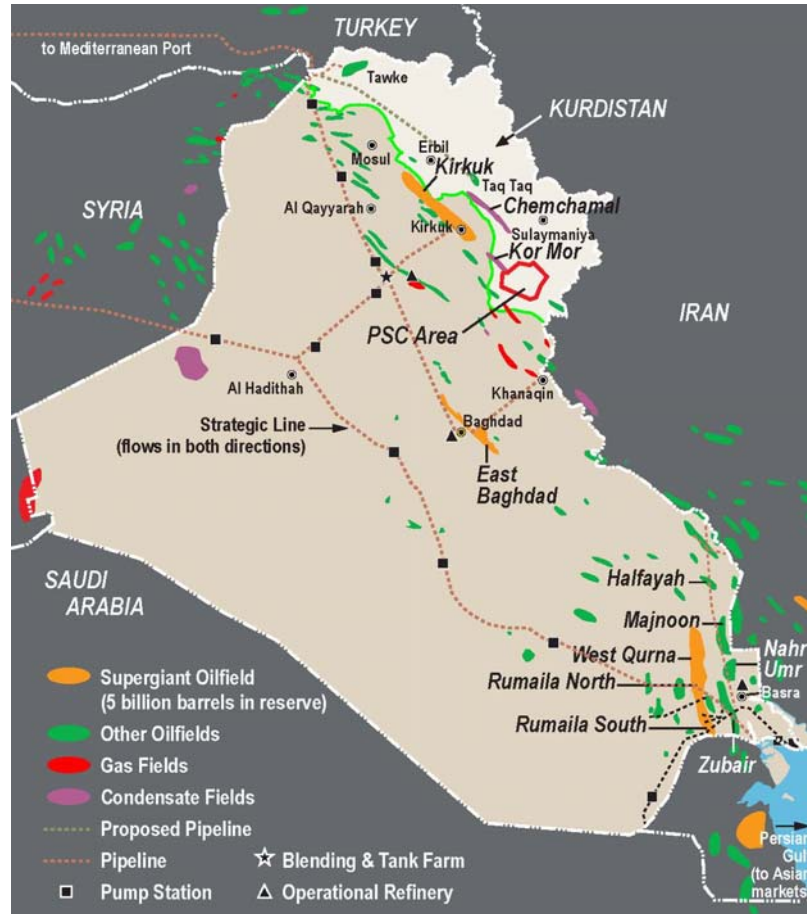 TURKEY
to Mediterranean Port
Tawke
KURDISTAN
Mosul
Erbil
Kirkuk
Taq Taq
Chemchamal
SYRIA
Al Qayyarah
Kirkuk
Sulaymaniya
Kor Mor
IRAN
PSC Area
Al Hadithah
Khanaqin
Strategic Line
(flows in both directions)
Baghdad
East
Baghdad
SAUDI
ARABIA
Halfayah
Majnoon
Nahr
Umr
West Qurna
Rumaila North
Basra
Rumaila South
Zubair
Supergiant Oilfield
(5 billion barrels in reserve)
Other Oilfields
Gas Fields
Condensate Fields
Proposed Pipeline
Pipeline
Blending & Tank Farm
Pump Station
Operational Refinery
Persian
Gulf
(to Asian
markets)